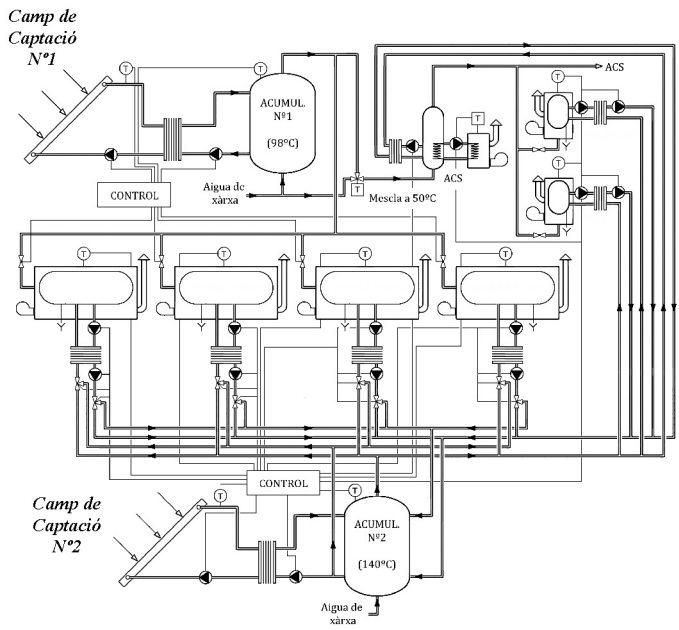 Camp de
Captació
Nº1
T
T
ACUMUL.
Nº1
(98ºC)
CONTROL
Aigua de
xàrxa
T
Mescla a 50ºC
T
ACS
ACS
T
T
T
T
T
T
Camp de
Captació
Nº2
T
CONTROL
T
ACUMUL.
Nº2
(140ºC)
Aigua de
xàrxa